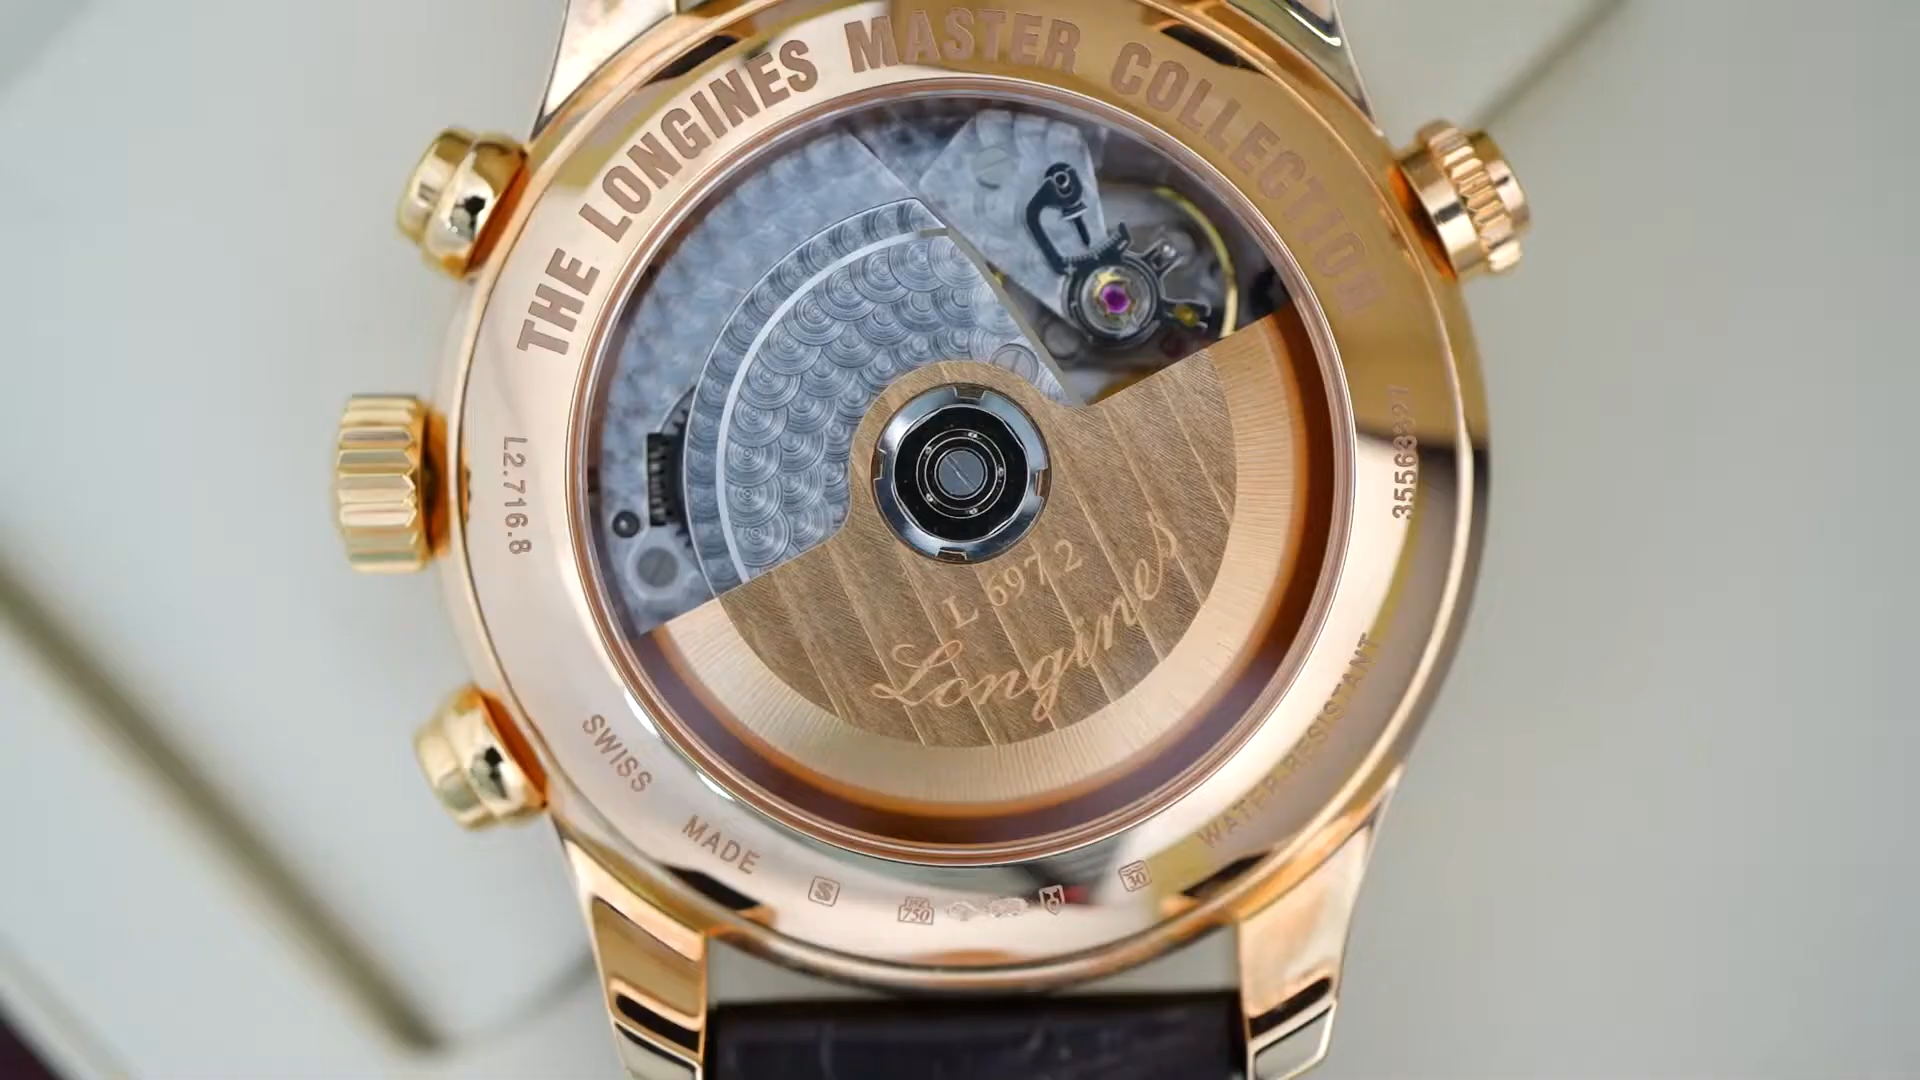 THE LONGINES MASTER COLLECTION
L2.716.8
L 697.2
Longines
SWISS MADE
S
750
30
WATER RESISTANT